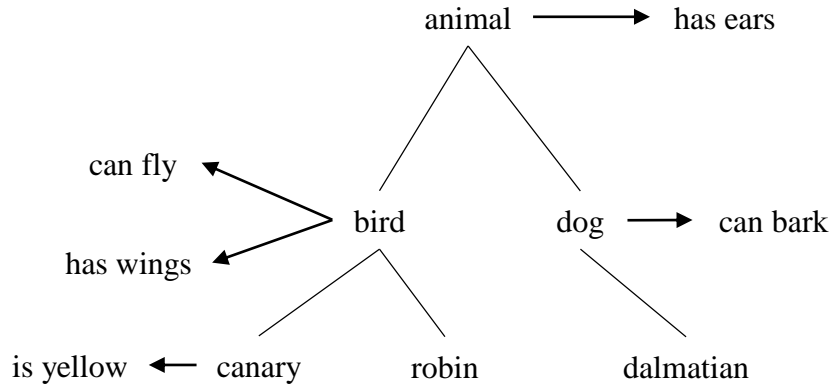 animal
has ears
can fly
bird
dog
can bark
has wings
is yellow
canary
robin
dalmatian